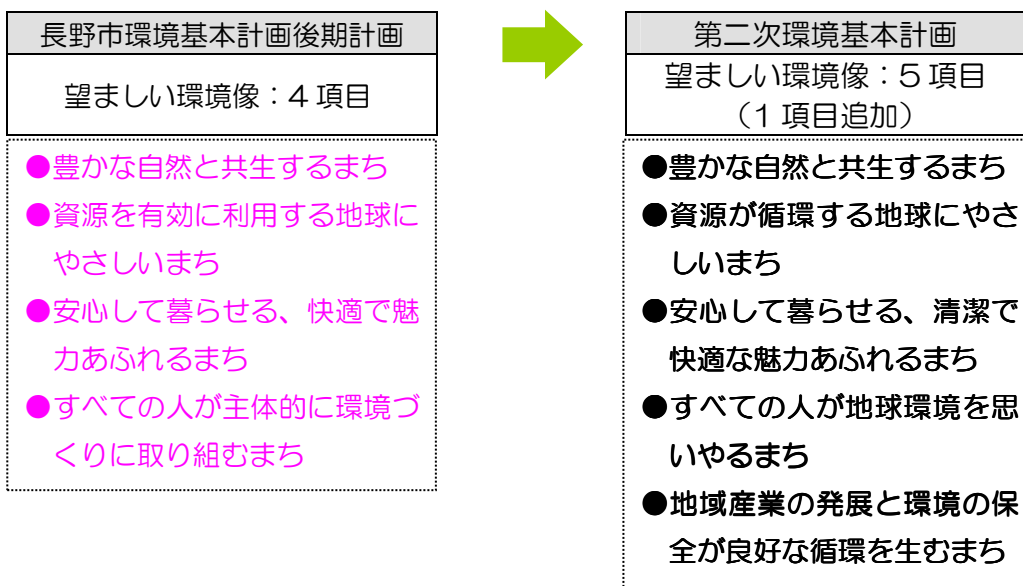 長野市環境基本計画後期計画
望ましい環境像：４項目
●豊かな自然と共生するまち
●資源を有効に利用する地球に
やさしいまち
●安心して暮らせる、快適で魅
力あふれるまち
●すべての人が主体的に環境づ
くりに取り組むまち
第二次環境基本計画
望ましい環境像：５項目
（1 項目追加）
●豊かな自然と共生するまち
●資源が循環する地球にやさ
しいまち
●安心して暮らせる、清潔で
快適な魅力あふれるまち
●すべての人が地球環境を思
いやるまち
●地域産業の発展と環境の保
全が良好な循環を生むまち